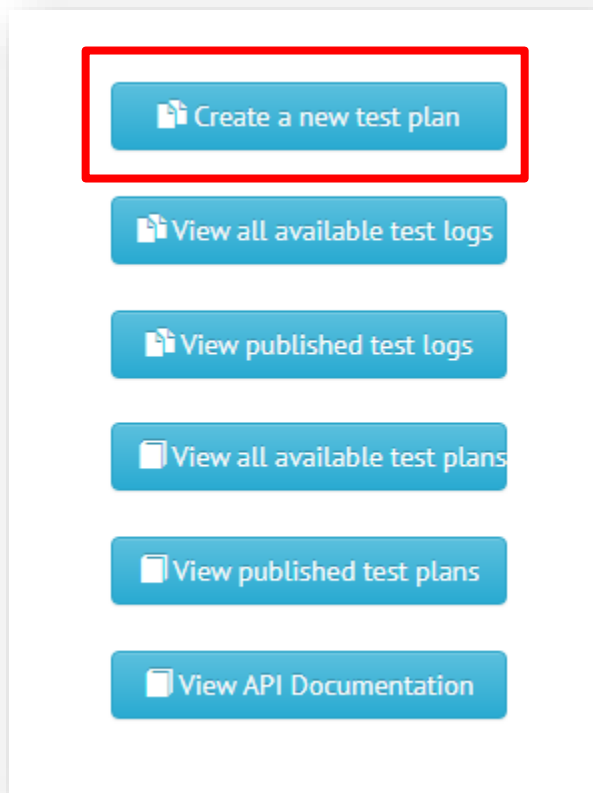 Create a new test plan
View all available test logs
View published test logs
View all available test plans
View published test plans
View API Documentation